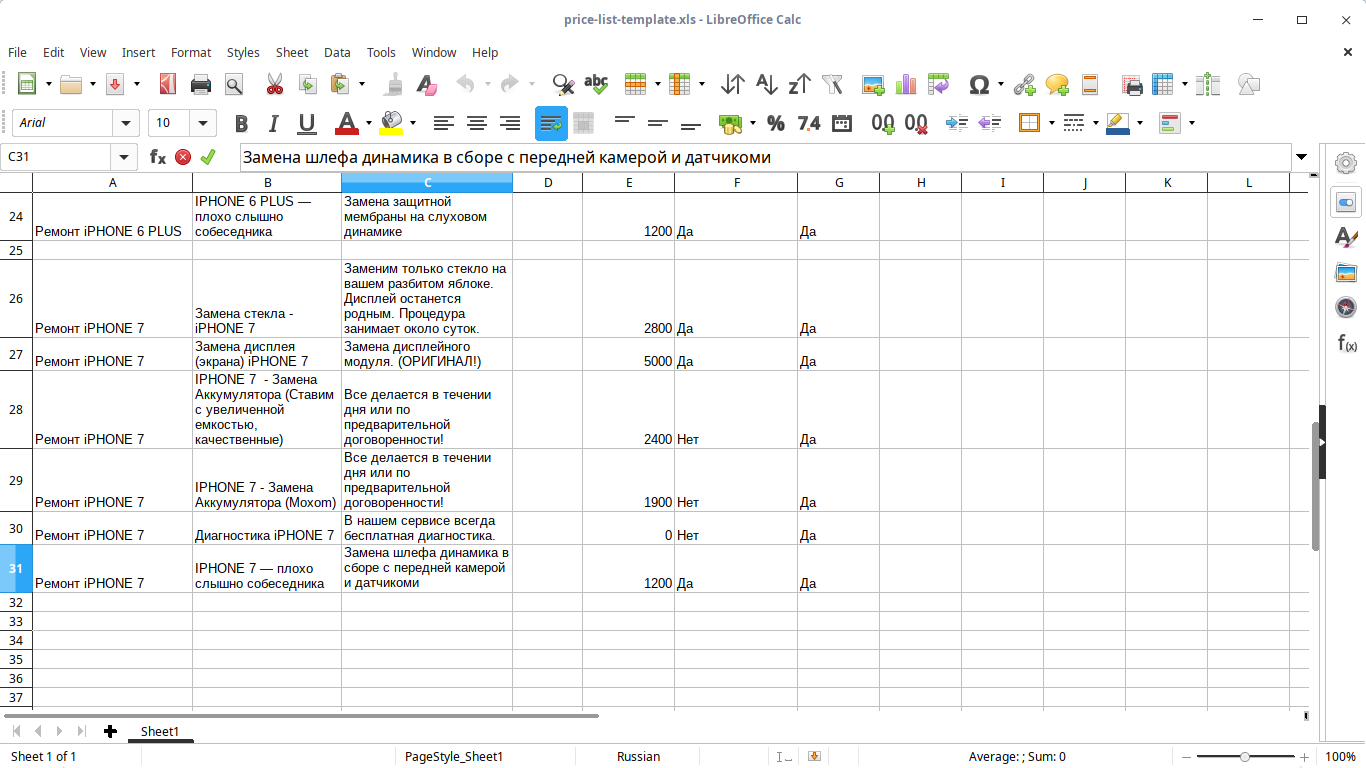 price-list-template.xls - LibreOffice Calc
File Edit View Insert Format Styles Sheet Data Tools Window Help
Arial 10
C31 Замена шлефа динамика в сборе с передней камерой и датчикоми
A B C D E F G H I J K L
24
Ремонт iPHONE 6 PLUS
IPHONE 6 PLUS —
плохо слышно
собеседника
Замена защитной
мембраны на слуховом
динамике
1200 Да Да
25
26
Ремонт iPHONE 7
Замена стекла -
iPHONE 7
Заменим только стекло на
вашем разбитом яблоке.
Дисплей останется
родным. Процедура
занимает около суток.
2800 Да Да
27
Ремонт iPHONE 7
Замена дисплея
(экрана) iPHONE 7
Замена дисплейного
модуля. (ОРИГИНАЛ!)
5000 Да Да
28
Ремонт iPHONE 7
IPHONE 7  - Замена
Аккумулятора (Ставим
с увеличенной
емкостью,
качественные)
Все делается в течении
дня или по
предварительной
договоренности!
2400 Нет Да
29
Ремонт iPHONE 7
IPHONE 7 - Замена
Аккумулятора (Moxom)
Все делается в течении
дня или по
предварительной
договоренности!
1900 Нет Да
30
Ремонт iPHONE 7
Диагностика iPHONE 7
В нашем сервисе всегда
бесплатная диагностика.
0 Нет Да
31
Ремонт iPHONE 7
IPHONE 7 — плохо
слышно собеседника
Замена шлефа динамика в
сборе с передней камерой
и датчикоми
1200 Да Да
32
33
34
35
36
37
Sheet1
Sheet 1 of 1 PageStyle_Sheet1 Russian Average: ; Sum: 0 100%